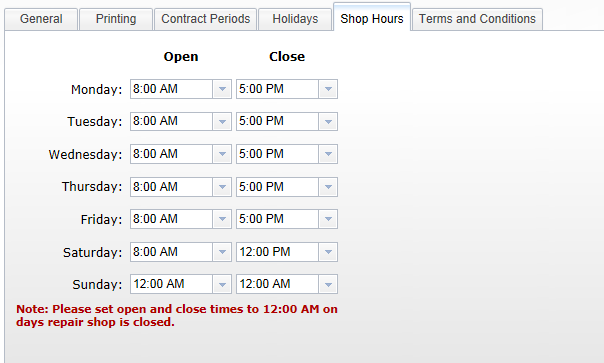 General Printing Contract Periods Holidays Shop Hours Terms and Conditions
Open Close
Monday: 8:00 AM 5:00 PM
Tuesday: 8:00 AM 5:00 PM
Wednesday: 8:00 AM 5:00 PM
Thursday: 8:00 AM 5:00 PM
Friday: 8:00 AM 5:00 PM
Saturday: 8:00 AM 12:00 PM
Sunday: 12:00 AM 12:00 AM
Note: Please set open and close times to 12:00 AM on
days repair shop is closed.